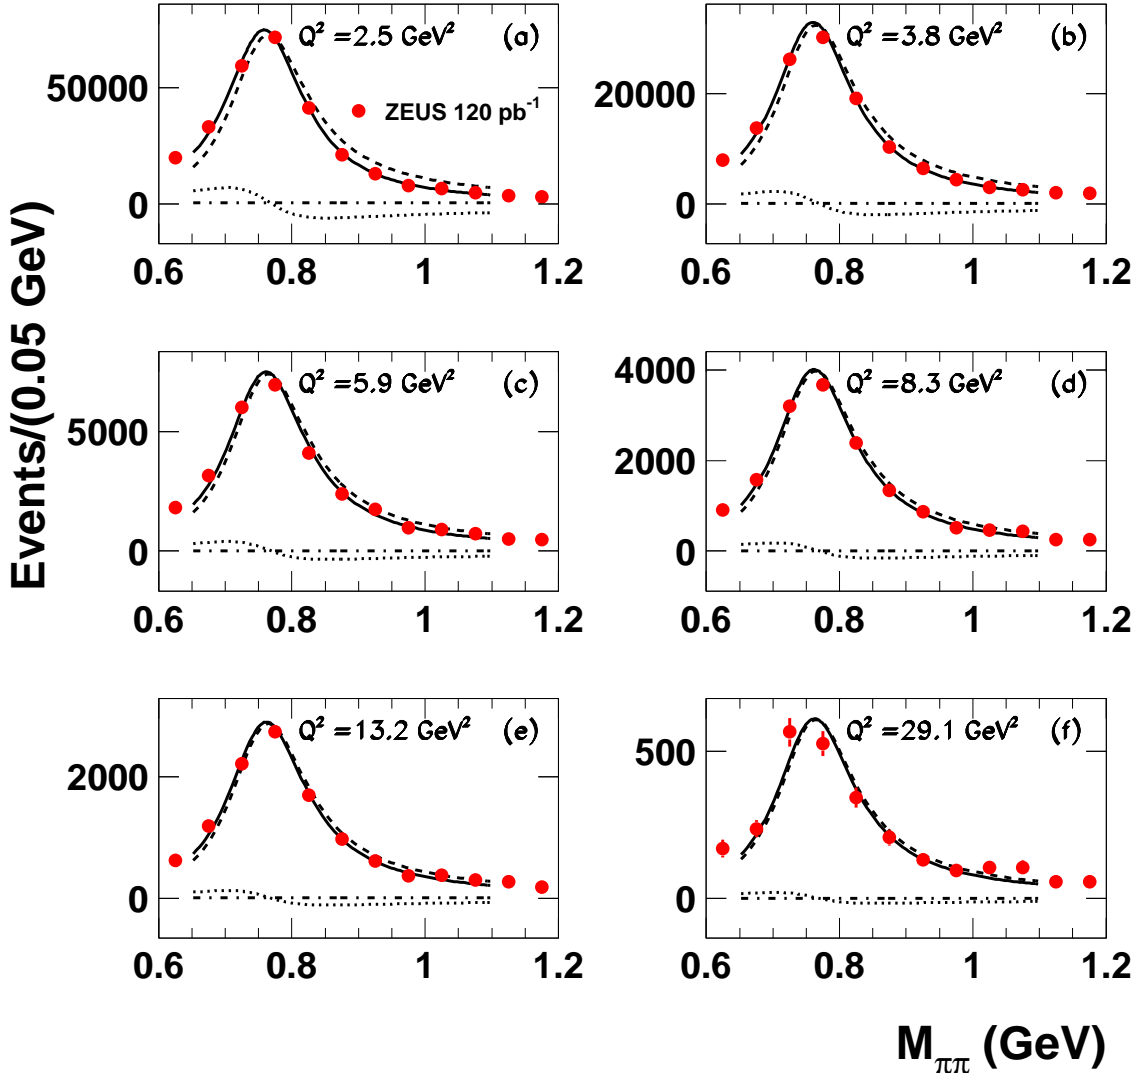 Q² = 2.5 GeV² (a)
Q² = 3.8 GeV² (b)
50000
ZEUS 120 pb⁻¹
20000
0
0
0.6 0.8 1 1.2
0.6 0.8 1 1.2
Events/(0.05 GeV)
Q² = 5.9 GeV² (c)
Q² = 8.3 GeV² (d)
4000
5000
2000
0
0
0.6 0.8 1 1.2
0.6 0.8 1 1.2
Q² = 13.2 GeV² (e)
Q² = 29.1 GeV² (f)
500
2000
0
0
0.6 0.8 1 1.2
0.6 0.8 1 1.2
M_ππ (GeV)